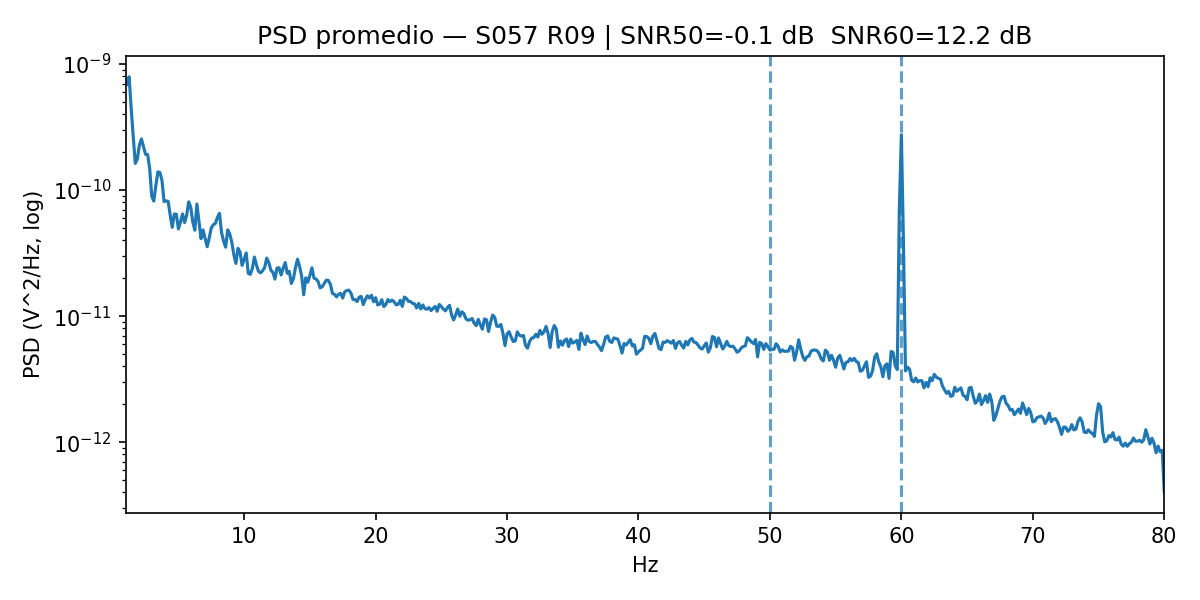 PSD promedio — S057 R09 | SNR50=-0.1 dB  SNR60=12.2 dB
PSD (V^2/Hz, log)
10⁻⁹
10⁻¹⁰
10⁻¹¹
10⁻¹²
10 20 30 40 50 60 70 80
Hz